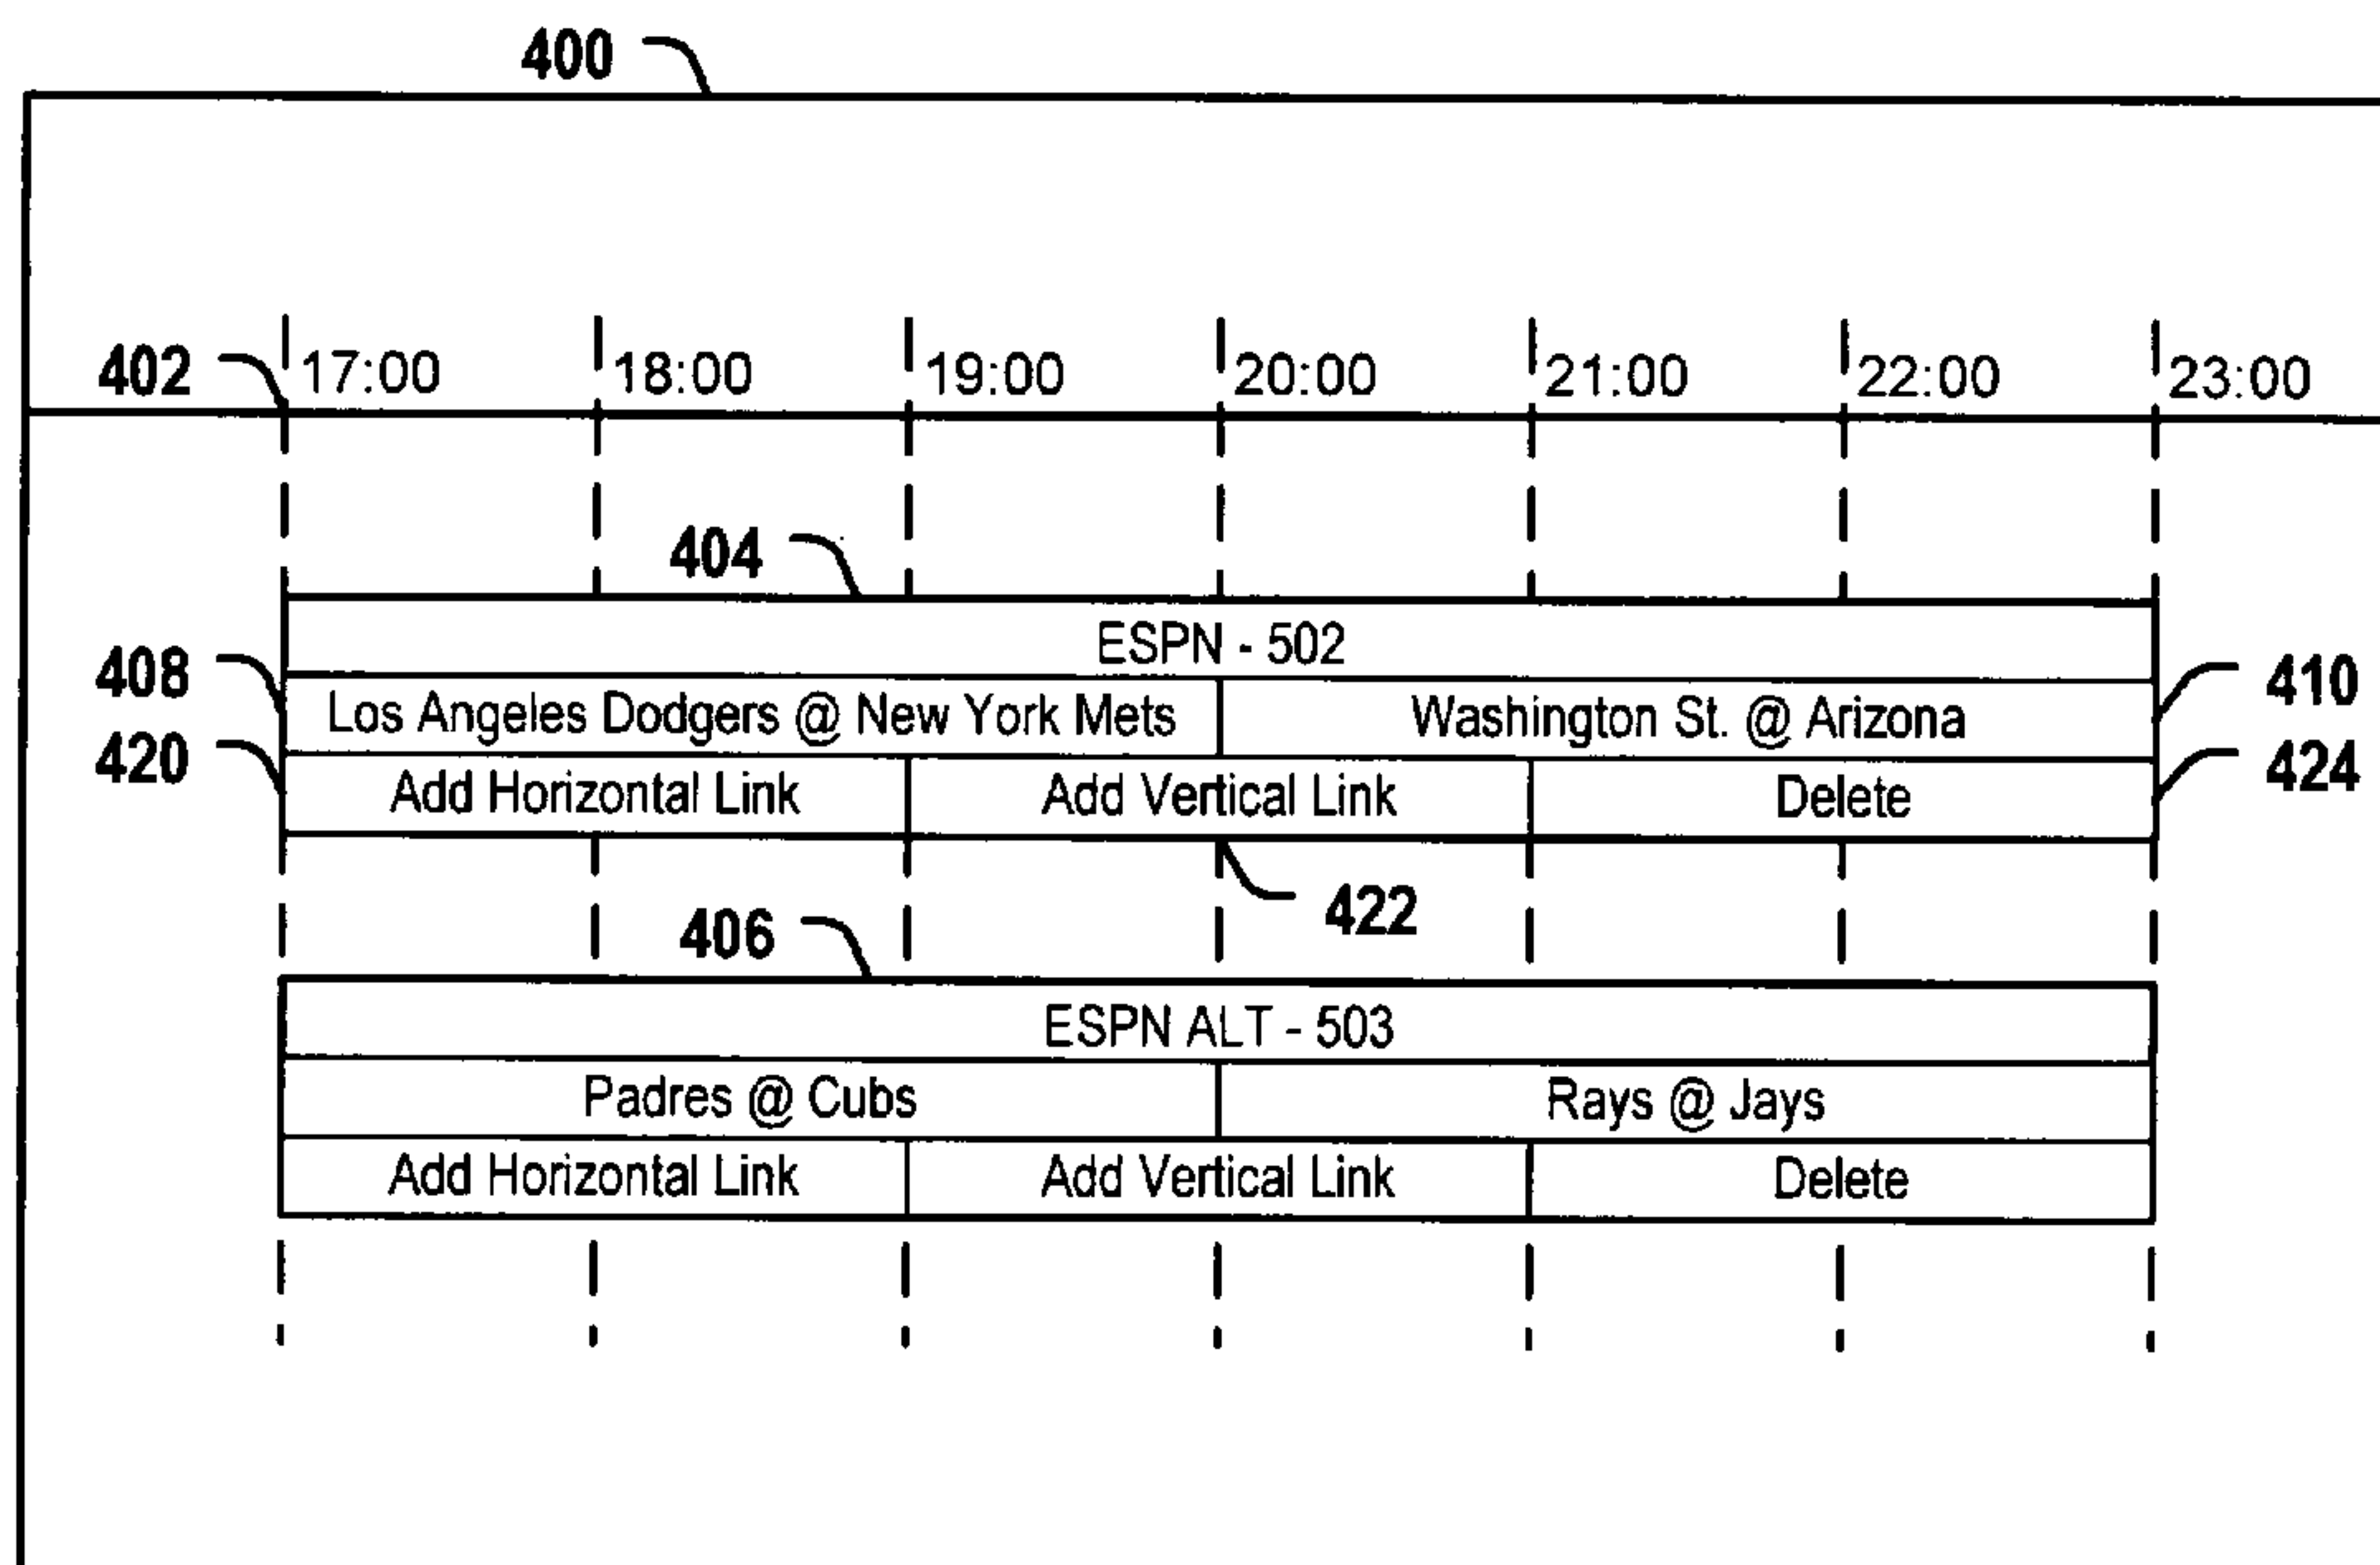 400
402 17:00 18:00 19:00 20:00 21:00 22:00 23:00
404
ESPN - 502
408 Los Angeles Dodgers @ New York Mets Washington St. @ Arizona 410
420 Add Horizontal Link Add Vertical Link Delete 424
422
406
ESPN ALT - 503
Padres @ Cubs Rays @ Jays
Add Horizontal Link Add Vertical Link Delete